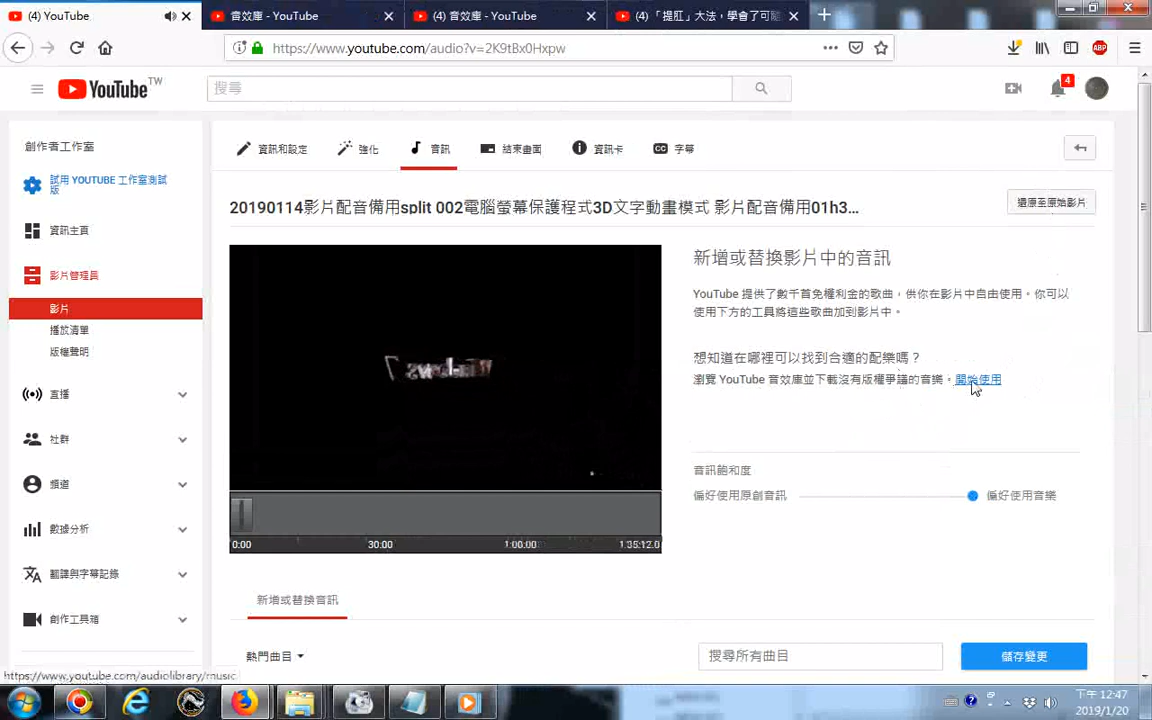 (4) YouTube
音效庫 - YouTube
(4) 音效庫 - YouTube
(4)「提肛」大法，學會了可
https://www.youtube.com/audio?v=2K9tBx0Hxpw
ABP
YouTube TW
搜尋
4
創作者工作室
試用 YOUTUBE 工作室測試
版
資訊主頁
影片管理員
影片
播放清單
版權聲明
直播
社群
頻道
數據分析
翻譯與字幕記錄
創作工具箱
資訊和設定
強化
音訊
結束畫面
資訊卡
CC 字幕
20190114影片配音備用split 002電腦螢幕保護程式3D文字動畫模式 影片配音備用01h3...
還原至原始影片
0:00
30:00
1:00:00
1:35:12.0
新增或替換影片中的音訊
YouTube 提供了數千首免權利金的歌曲，供你在影片中自由使用。你可以
使用下方的工具將這些歌曲加到影片中。
想知道在哪裡可以找到合適的配樂嗎？
瀏覽 YouTube 音效庫並下載沒有版權爭議的音樂。開始使用
音訊飽和度
偏好使用原創音訊
偏好使用音樂
新增或替換音訊
熱門曲目
搜尋所有曲目
儲存變更
https://www.youtube.com/audiolibrary/music
下午 12:47
2019/1/20